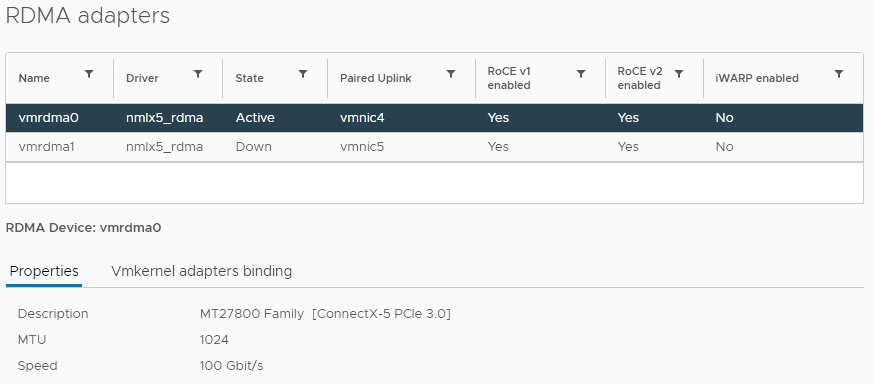 RDMA adapters
Name Driver State Paired Uplink RoCE v1 enabled RoCE v2 enabled iWARP enabled
vmrdma0 nmlx5_rdma Active vmnic4 Yes Yes No
vmrdma1 nmlx5_rdma Down vmnic5 Yes Yes No
RDMA Device: vmrdma0
Properties Vmkernel adapters binding
Description MT27800 Family [ConnectX-5 PCIe 3.0]
MTU 1024
Speed 100 Gbit/s